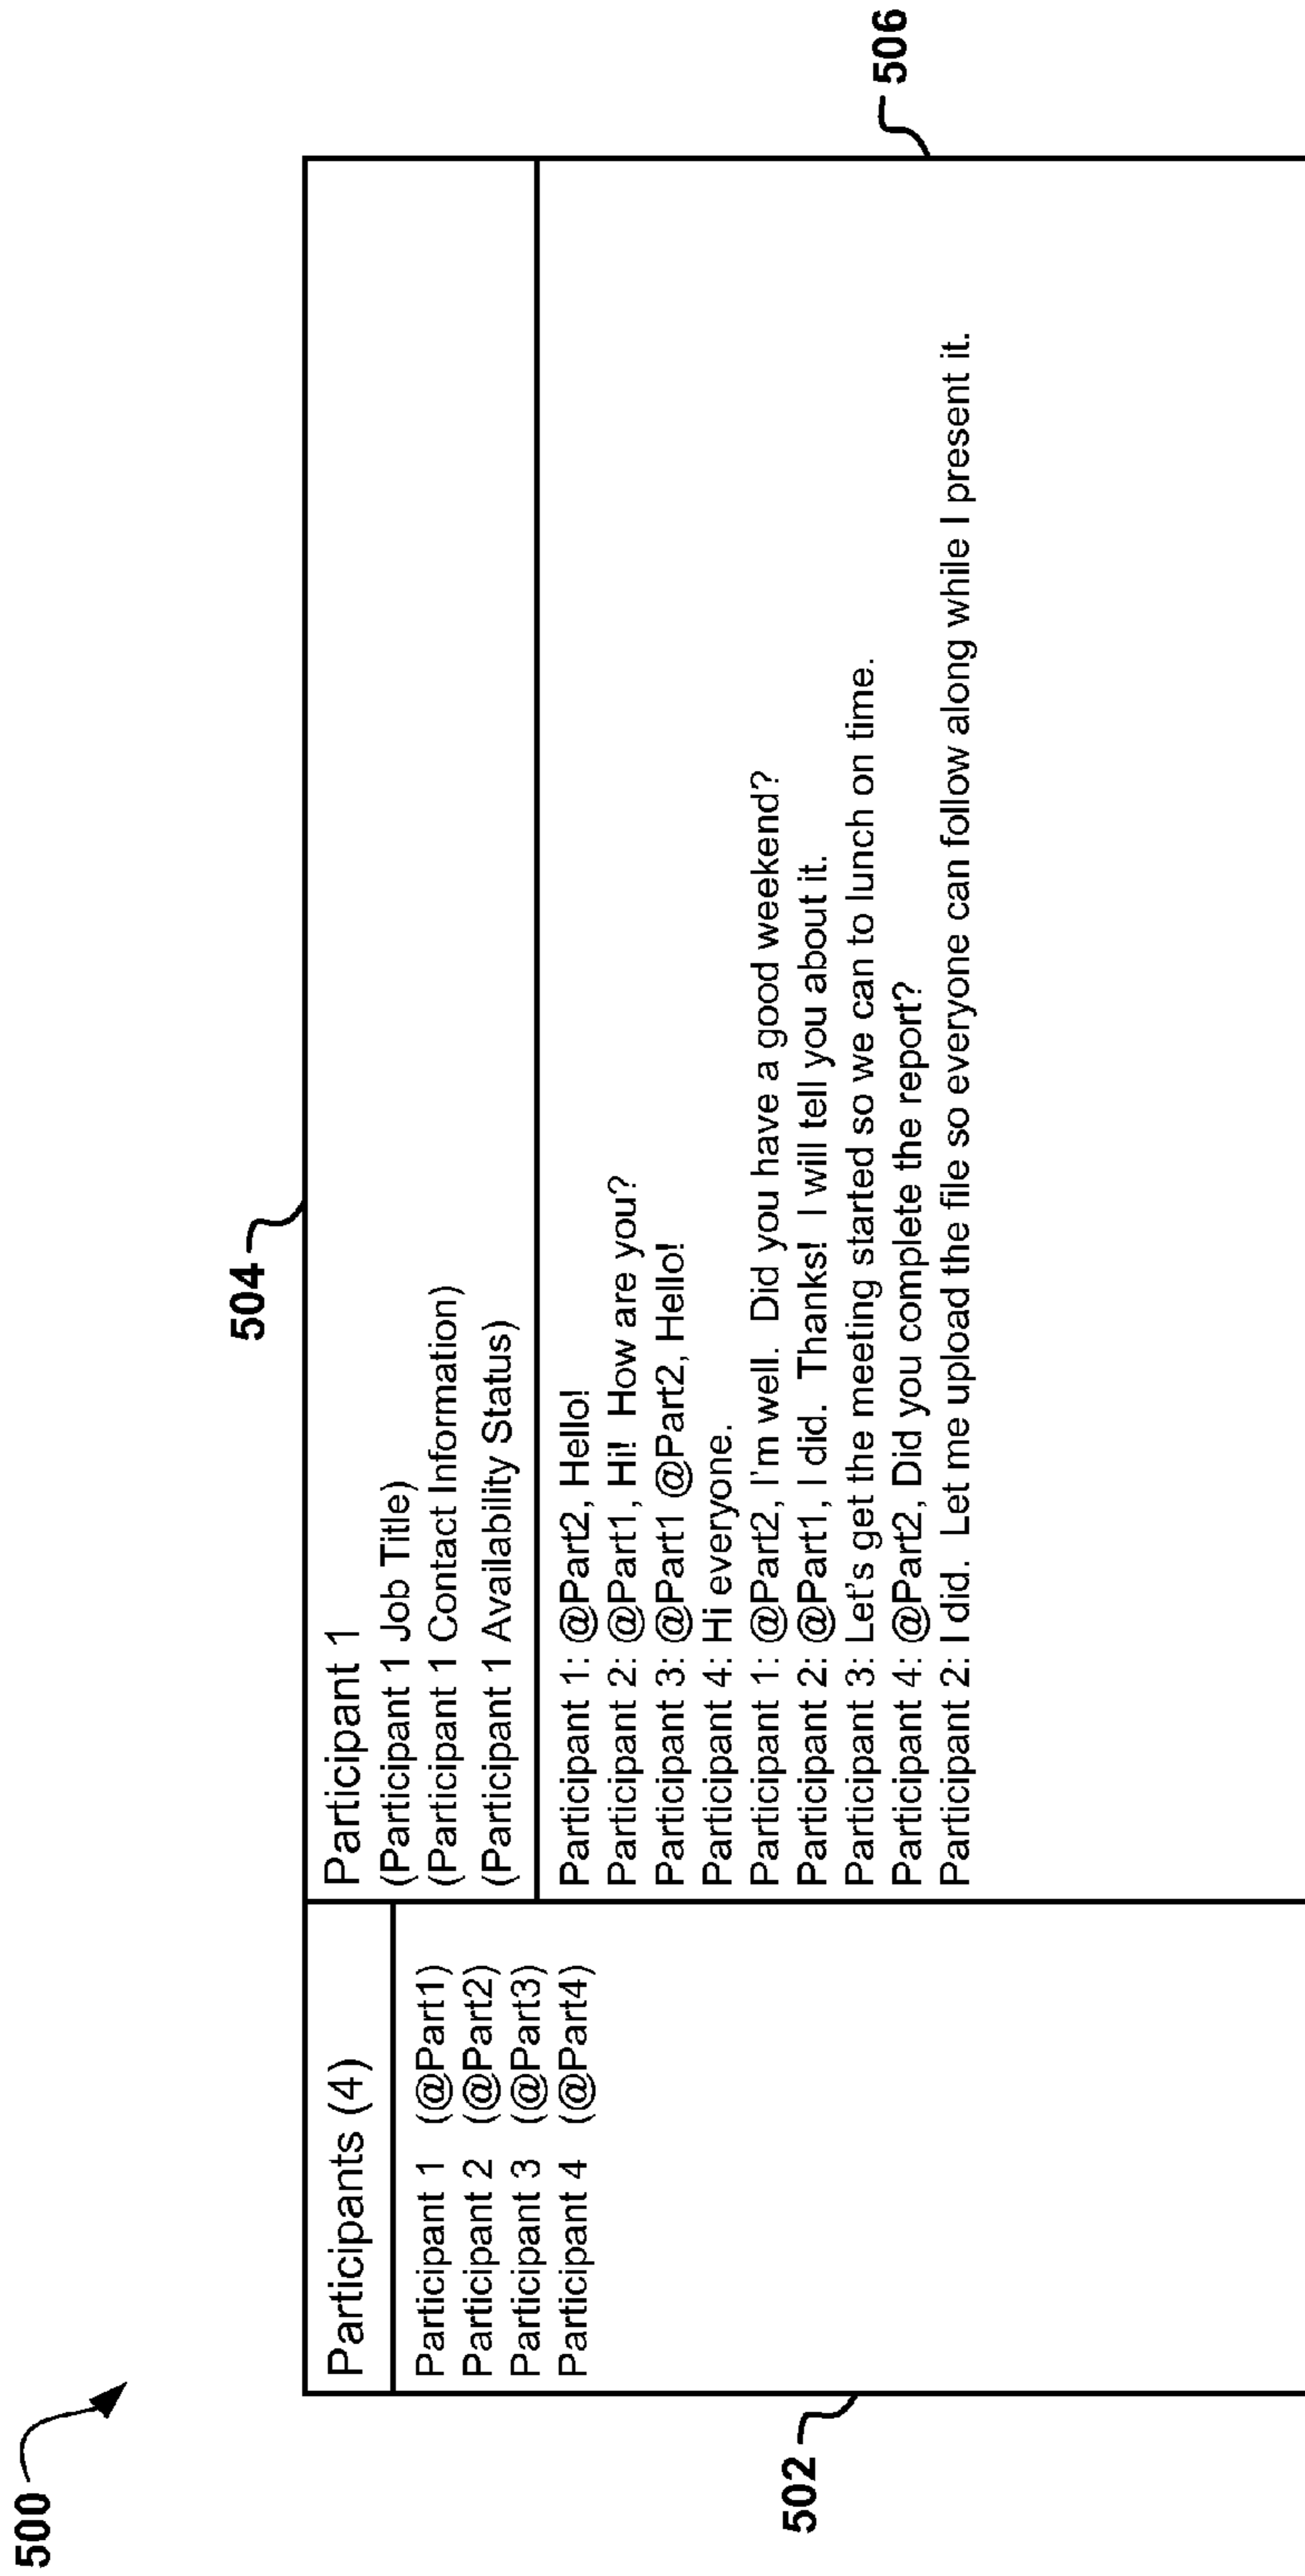 500
504
Participants (4)
Participant 1 (@Part1)
Participant 2 (@Part2)
Participant 3 (@Part3)
Participant 4 (@Part4)
502
Participant 1
(Participant 1 Job Title)
(Participant 1 Contact Information)
(Participant 1 Availability Status)
Participant 1: @Part2, Hello!
Participant 2: @Part1, Hi! How are you?
Participant 3: @Part1 @Part2, Hello!
Participant 4: Hi everyone.
Participant 1: @Part2, I'm well. Did you have a good weekend?
Participant 2: @Part1, I did. Thanks! I will tell you about it.
Participant 3: Let's get the meeting started so we can to lunch on time.
Participant 4: @Part2, Did you complete the report?
Participant 2: I did. Let me upload the file so everyone can follow along while I present it.
506